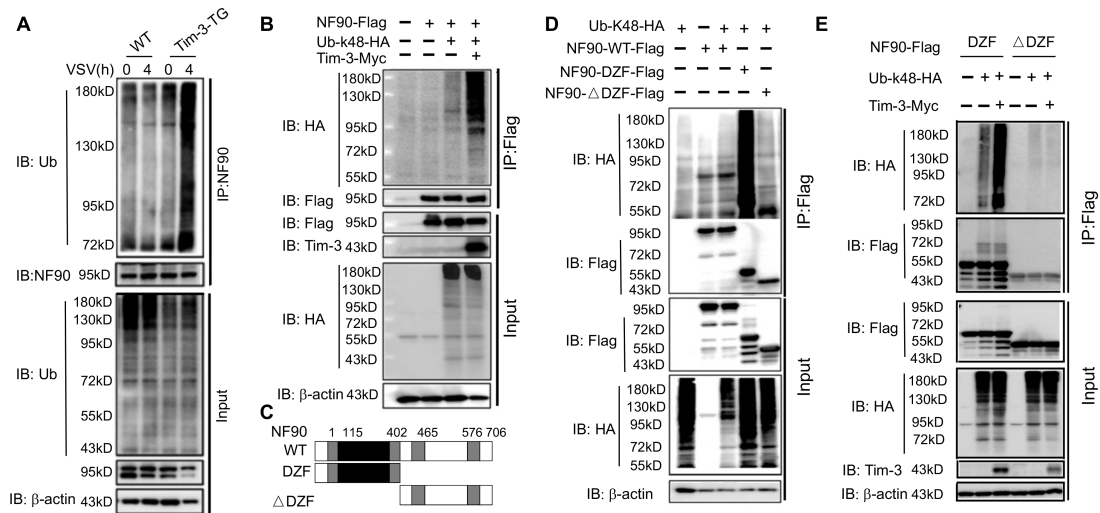 A
WT Tim-3-TG
VSV(h) 0 4 0 4
180kD
130kD
IB: Ub
95kD
72kD
IP:NF90
IB:NF90 95kD
180kD
130kD
95kD
IB: Ub
72kD
55kD
43kD
95kD
Input
IB: β-actin 43kD
B
NF90-Flag − + + +
Ub-k48-HA − − + +
Tim-3-Myc − − − +
180kD
130kD
IB: HA
95kD
72kD
55kD
IB: Flag 95kD
IP:Flag
IB: Flag 95kD
IB: Tim-3 43kD
180kD
130kD
95kD
IB: HA
72kD
55kD
43kD
Input
IB: β-actin 43kD
C
NF90 1 115 402 465 576 706
WT
DZF
△DZF
D
Ub-K48-HA + − + + +
NF90-WT-Flag − + + − −
NF90-DZF-Flag − − − + −
NF90-△DZF-Flag − − − − +
180kD
130kD
IB: HA 95kD
72kD
55kD
95kD
72kD
IB: Flag
55kD
43kD
IP:Flag
95kD
72kD
IB: Flag
55kD
43kD
180kD
130kD
IB: HA 95kD
72kD
55kD
Input
IB: β-actin
E
NF90-Flag DZF △DZF
Ub-k48-HA − + + − + +
Tim-3-Myc − − + − − +
180kD
130kD
IB: HA
95kD
72kD
95kD
IB: Flag 72kD
55kD
43kD
IP:Flag
95kD
IB: Flag 72kD
55kD
43kD
180kD
130kD
IB: HA
95kD
72kD
IB: Tim-3 43kD
IB: β-actin 43kD
Input